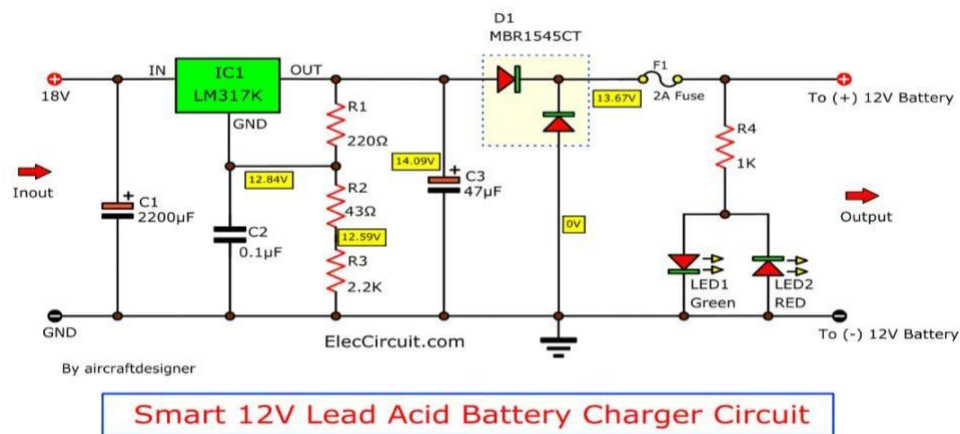 D1
MBR1545CT
IN
IC1
LM317K
OUT
GND
18V
R1
220Ω
13.67V
F1
2A Fuse
To (+) 12V Battery
R4
1K
12.84V
14.09V
C3
47µF
Inout
C1
2200µF
C2
0.1µF
R2
43Ω
12.59V
R3
2.2K
0V
Output
LED1
Green
LED2
RED
GND
ElecCircuit.com
To (-) 12V Battery
By aircraftdesigner
Smart 12V Lead Acid Battery Charger Circuit